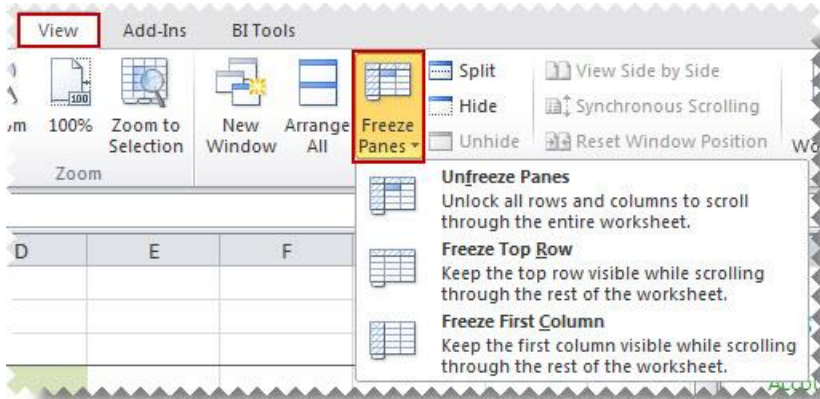 View Add-Ins BI Tools
Split View Side by Side
Hide Synchronous Scrolling
100% Zoom to Selection New Window Arrange All Freeze Panes Unhide Reset Window Position
100
Zoom
Unfreeze Panes
Unlock all rows and columns to scroll
through the entire worksheet.
Freeze Top Row
Keep the top row visible while scrolling
through the rest of the worksheet.
Freeze First Column
Keep the first column visible while scrolling
through the rest of the worksheet.
D E F